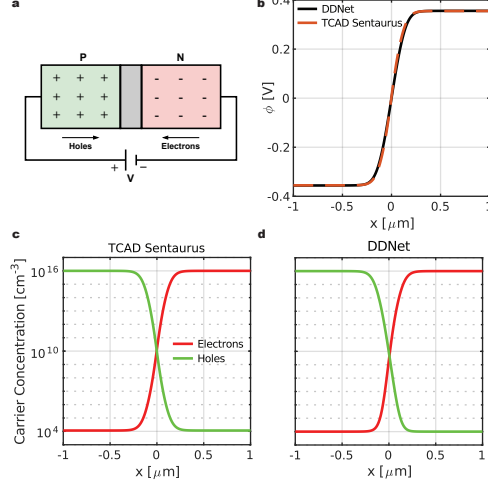 a
P
N
+ + +
- - -
+ + +
- - -
+ + +
- - -
Holes
Electrons
+
−
V
b
DDNet
TCAD Sentaurus
0.4
0.2
0
-0.2
-0.4
ϕ [V]
-1 -0.5 0 0.5 1
x [μm]
c
TCAD Sentaurus
Carrier Concentration [cm⁻³]
10¹⁶
10¹⁰
10⁴
Electrons
Holes
-1 -0.5 0 0.5 1
x [μm]
d
DDNet
-1 -0.5 0 0.5 1
x [μm]